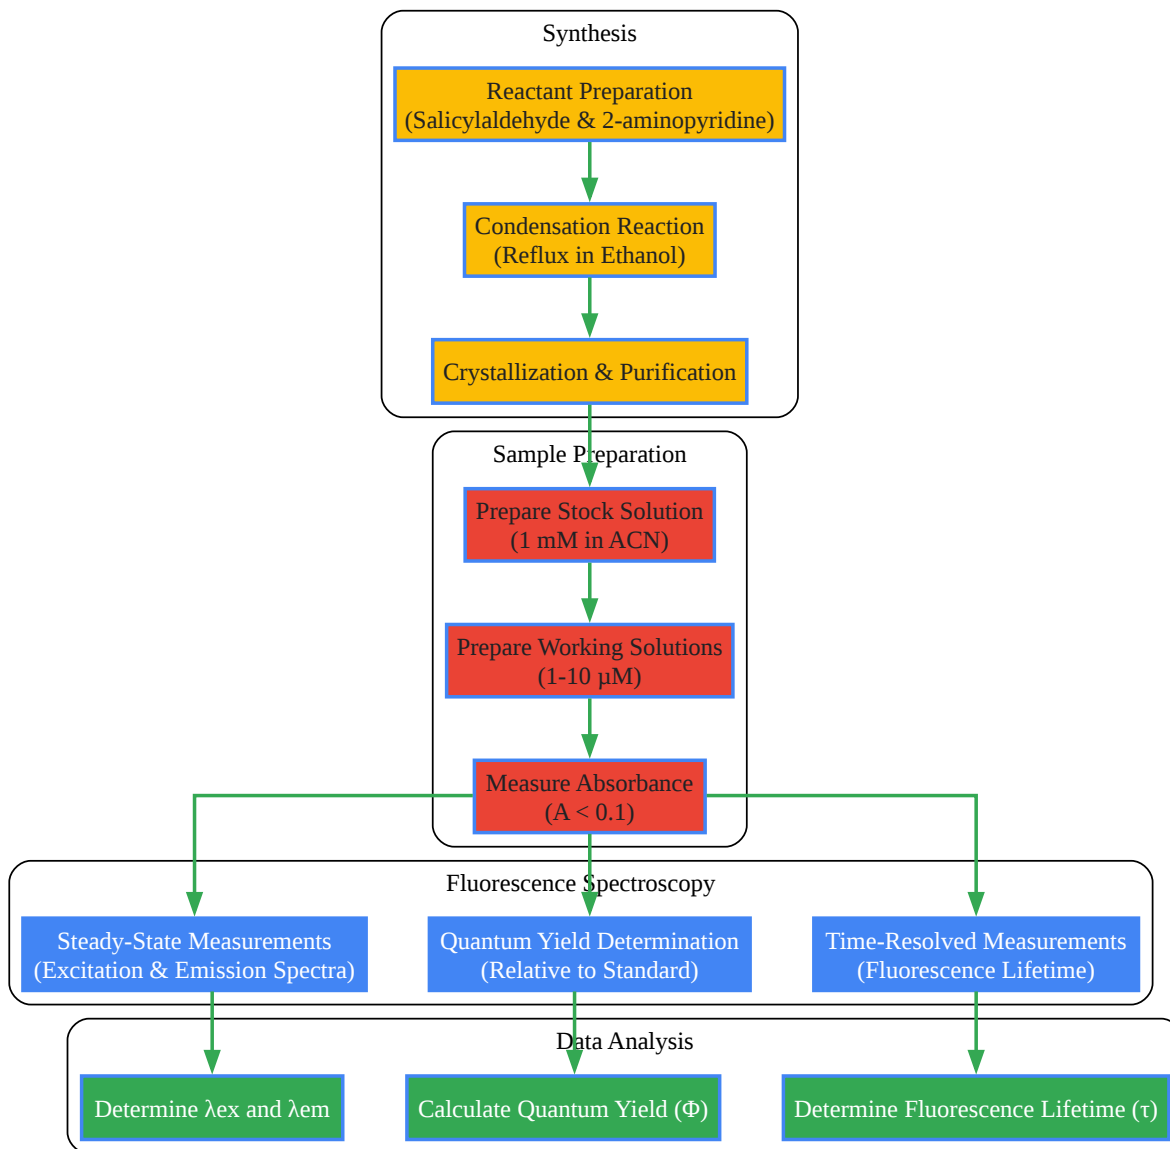 Synthesis
Reactant Preparation
(Salicylaldehyde & 2-aminopyridine)
Condensation Reaction
(Reflux in Ethanol)
Crystallization & Purification
Sample Preparation
Prepare Stock Solution
(1 mM in ACN)
Prepare Working Solutions
(1-10 µM)
Measure Absorbance
(A < 0.1)
Fluorescence Spectroscopy
Steady-State Measurements
(Excitation & Emission Spectra)
Quantum Yield Determination
(Relative to Standard)
Time-Resolved Measurements
(Fluorescence Lifetime)
Data Analysis
Determine λex and λem
Calculate Quantum Yield (Φ)
Determine Fluorescence Lifetime (τ)